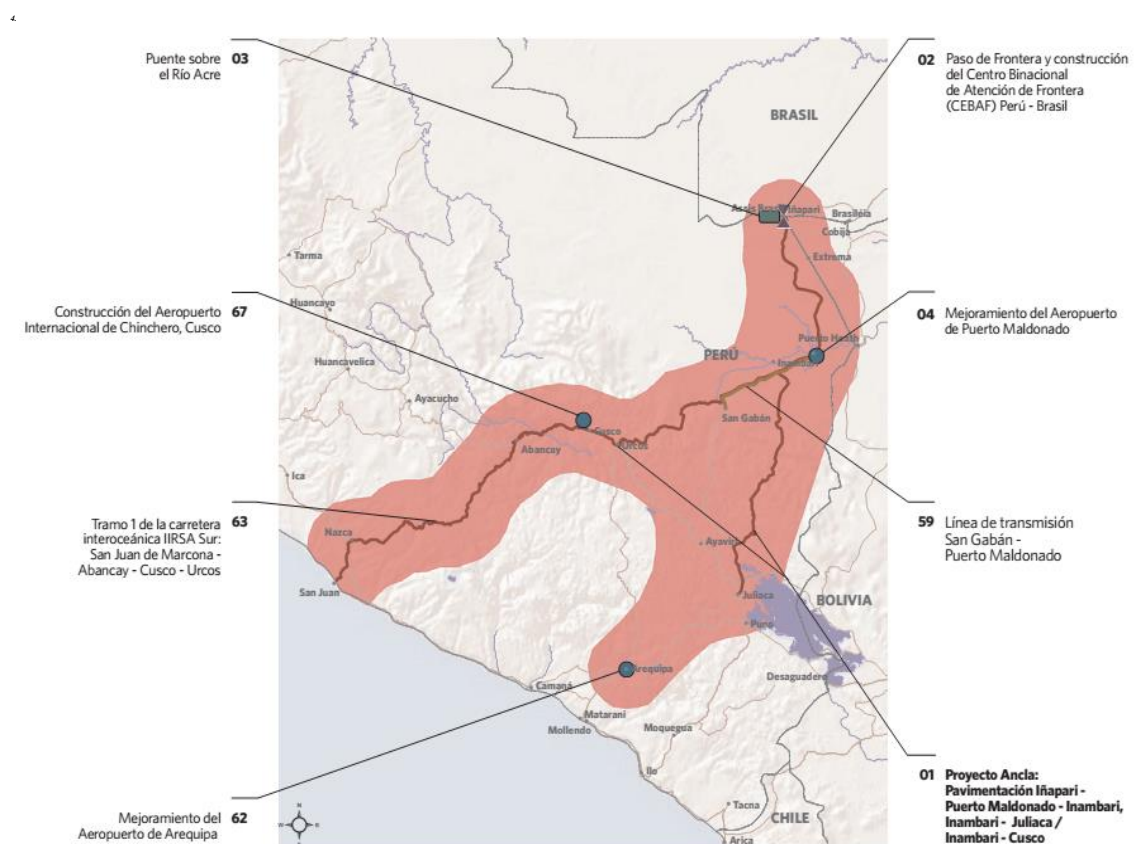 4.
Puente sobre 03
el Río Acre
02 Paso de Frontera y construcción
del Centro Binacional
de Atención de Frontera
(CEBAF) Perú - Brasil
BRASIL
Assis Brasil
Iñapari
Brasiléia
Cobija
Extrema
Tarma
Construcción del Aeropuerto 67
Internacional de Chinchero, Cusco
Huancayo
04 Mejoramiento del Aeropuerto
de Puerto Maldonado
Puerto Heath
PERÚ
Inambari
Huancavelica
Ayacucho
San Gabán
Cusco
Urcos
Abancay
Ica
Tramo 1 de la carretera 63
interoceánica IIRSA Sur:
San Juan de Marcona -
Abancay - Cusco - Urcos
Nazca
59 Línea de transmisión
San Gabán -
Puerto Maldonado
Ayaviri
San Juan
Juliaca
BOLIVIA
Puno
Arequipa
Desaguadero
Camaná
Matarani
Mollendo
Moquegua
Ilo
01 Proyecto Ancla:
Pavimentación Iñapari -
Puerto Maldonado - Inambari,
Inambari - Juliaca /
Inambari - Cusco
Tacna
Mejoramiento del 62
Aeropuerto de Arequipa
N
W
CHILE
Arica